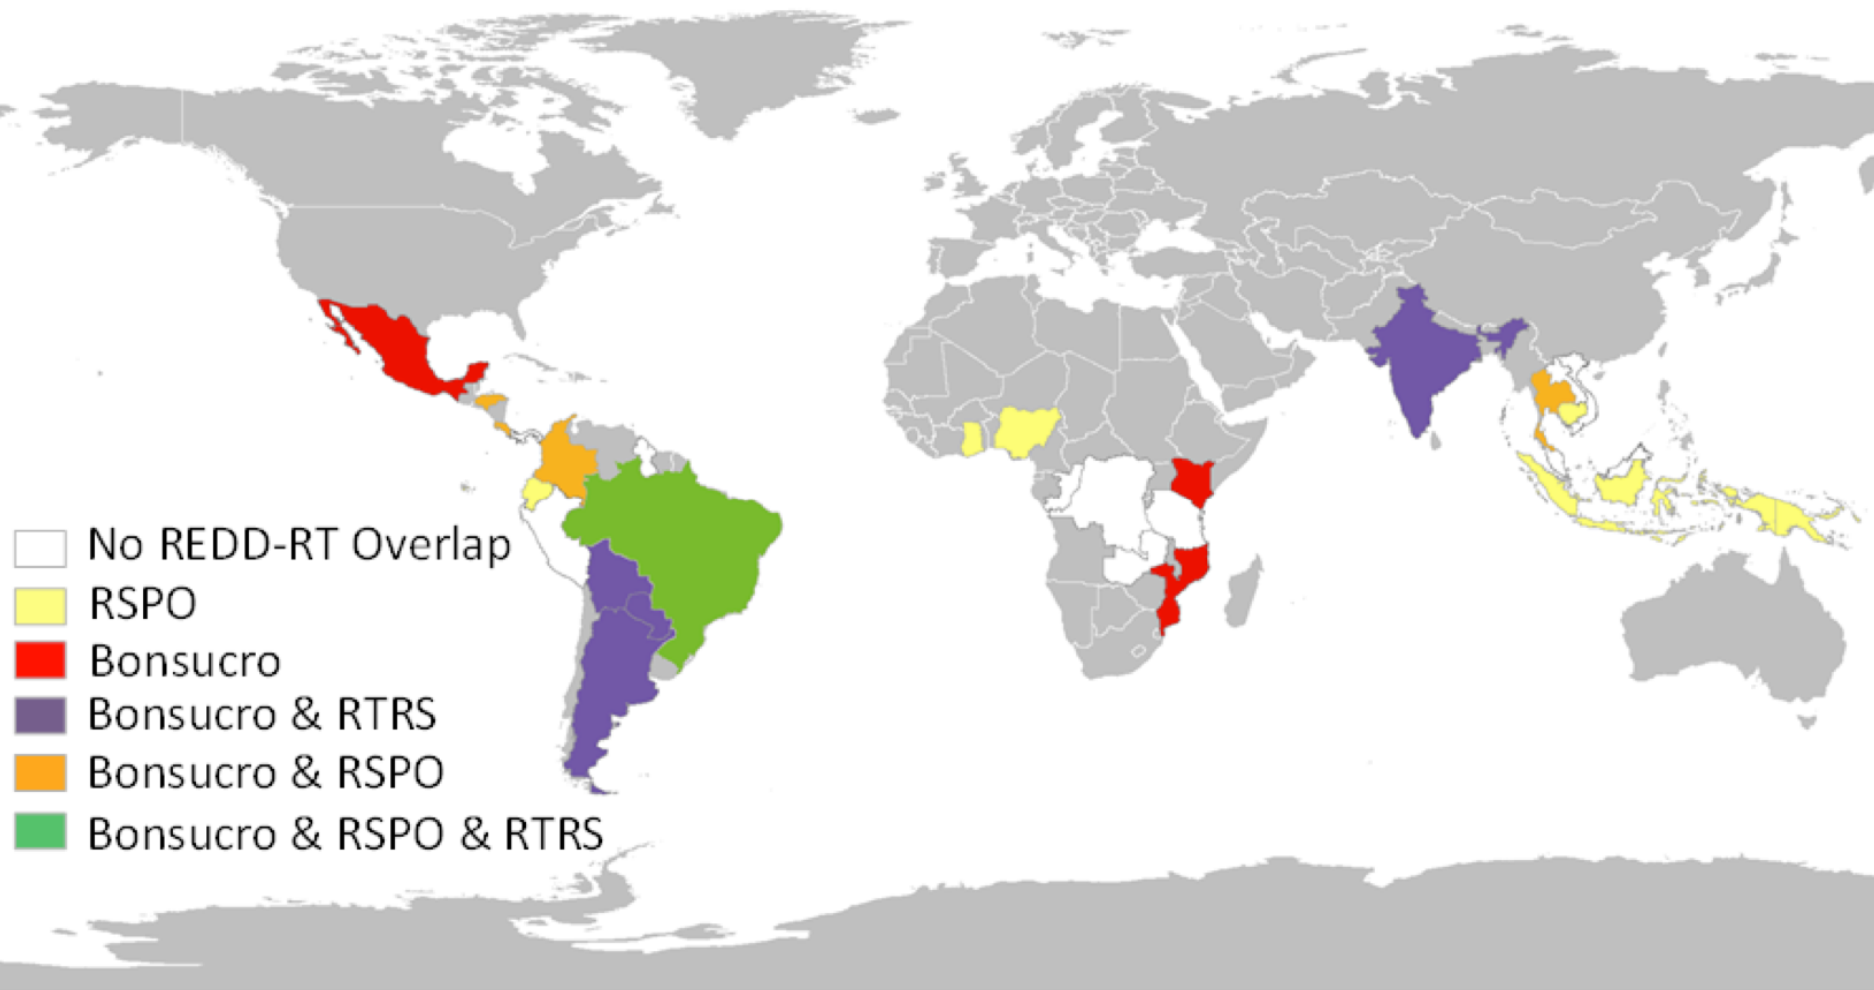 No REDD-RT Overlap
RSPO
Bonsucro
Bonsucro & RTRS
Bonsucro & RSPO
Bonsucro & RSPO & RTRS